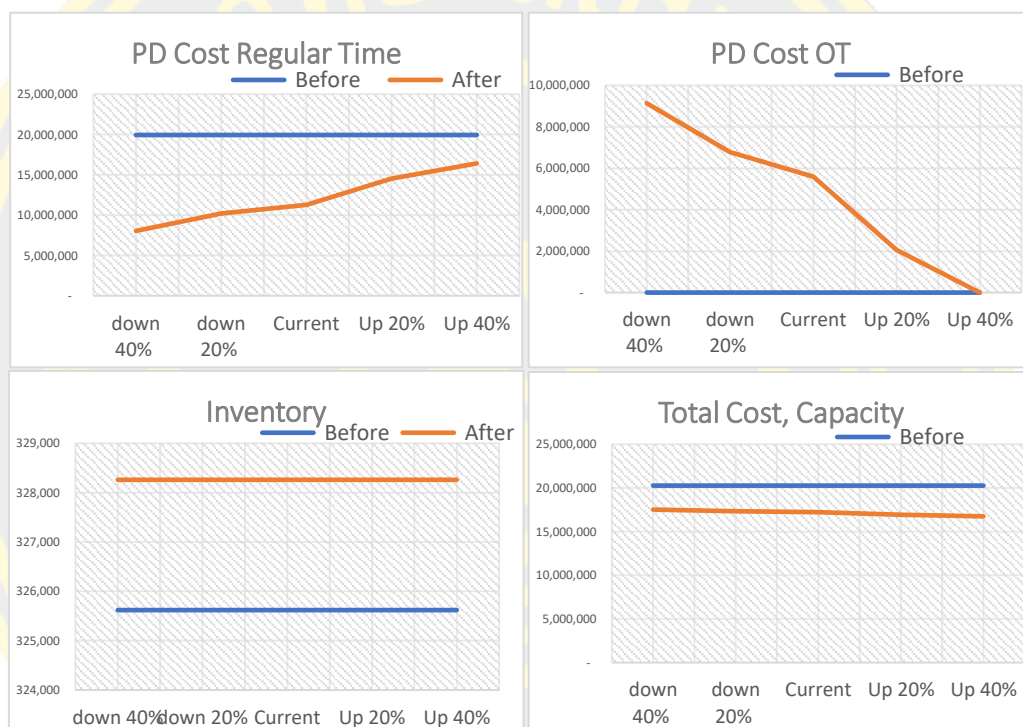 PD Cost Regular Time
Before After
25,000,000
20,000,000
15,000,000
10,000,000
5,000,000
-
down 40% down 20% Current Up 20% Up 40%
PD Cost OT
Before
10,000,000
8,000,000
6,000,000
4,000,000
2,000,000
-
down 40% down 20% Current Up 20% Up 40%
Inventory
Before After
329,000
328,000
327,000
326,000
325,000
324,000
down 40% down 20% Current Up 20% Up 40%
Total Cost, Capacity
Before
25,000,000
20,000,000
15,000,000
10,000,000
5,000,000
-
down 40% down 20% Current Up 20% Up 40%